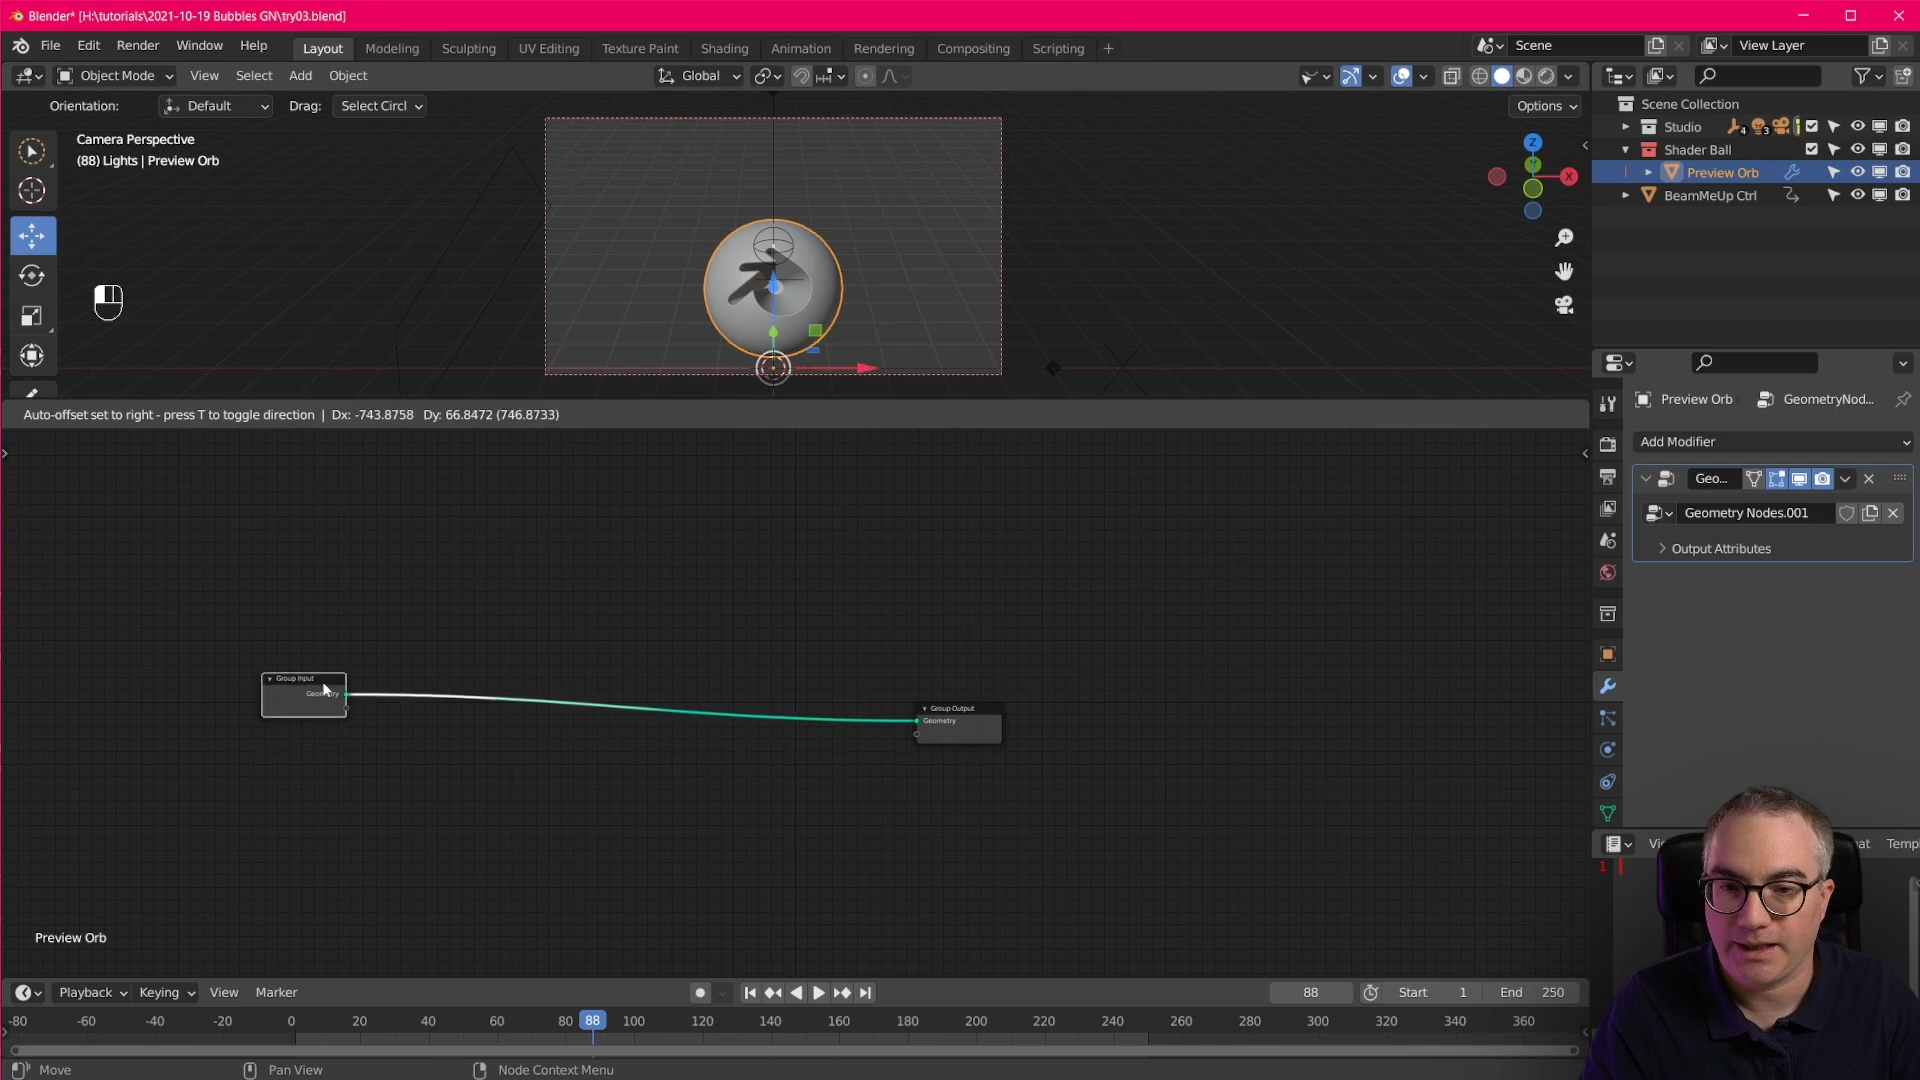 Blender* [H:\tutorials\2021-10-19 Bubbles GN\try03.blend]
File Edit Render Window Help
Layout Modeling Sculpting UV Editing Texture Paint Shading Animation Rendering Compositing Scripting +
Scene
View Layer
Object Mode View Select Add Object
Global
Orientation: Default Drag: Select Circl
Options
Camera Perspective
(88) Lights | Preview Orb
Z
Y
X
Scene Collection
Studio 4 3
Shader Ball
Preview Orb
BeamMeUp Ctrl
Preview Orb GeometryNod...
Add Modifier
Geo...
Geometry Nodes.001
Output Attributes
Auto-offset set to right - press T to toggle direction | Dx: -743.8758 Dy: 66.8472 (746.8733)
Group Input
Group Output
Geometry
Preview Orb
1
Playback Keying View Marker
88 Start 1 End 250
-80 -60 -40 -20 0 20 40 60 80 88 100 120 140 160 180 200 220 240 260 280 300 320 340 360
Move Pan View Node Context Menu